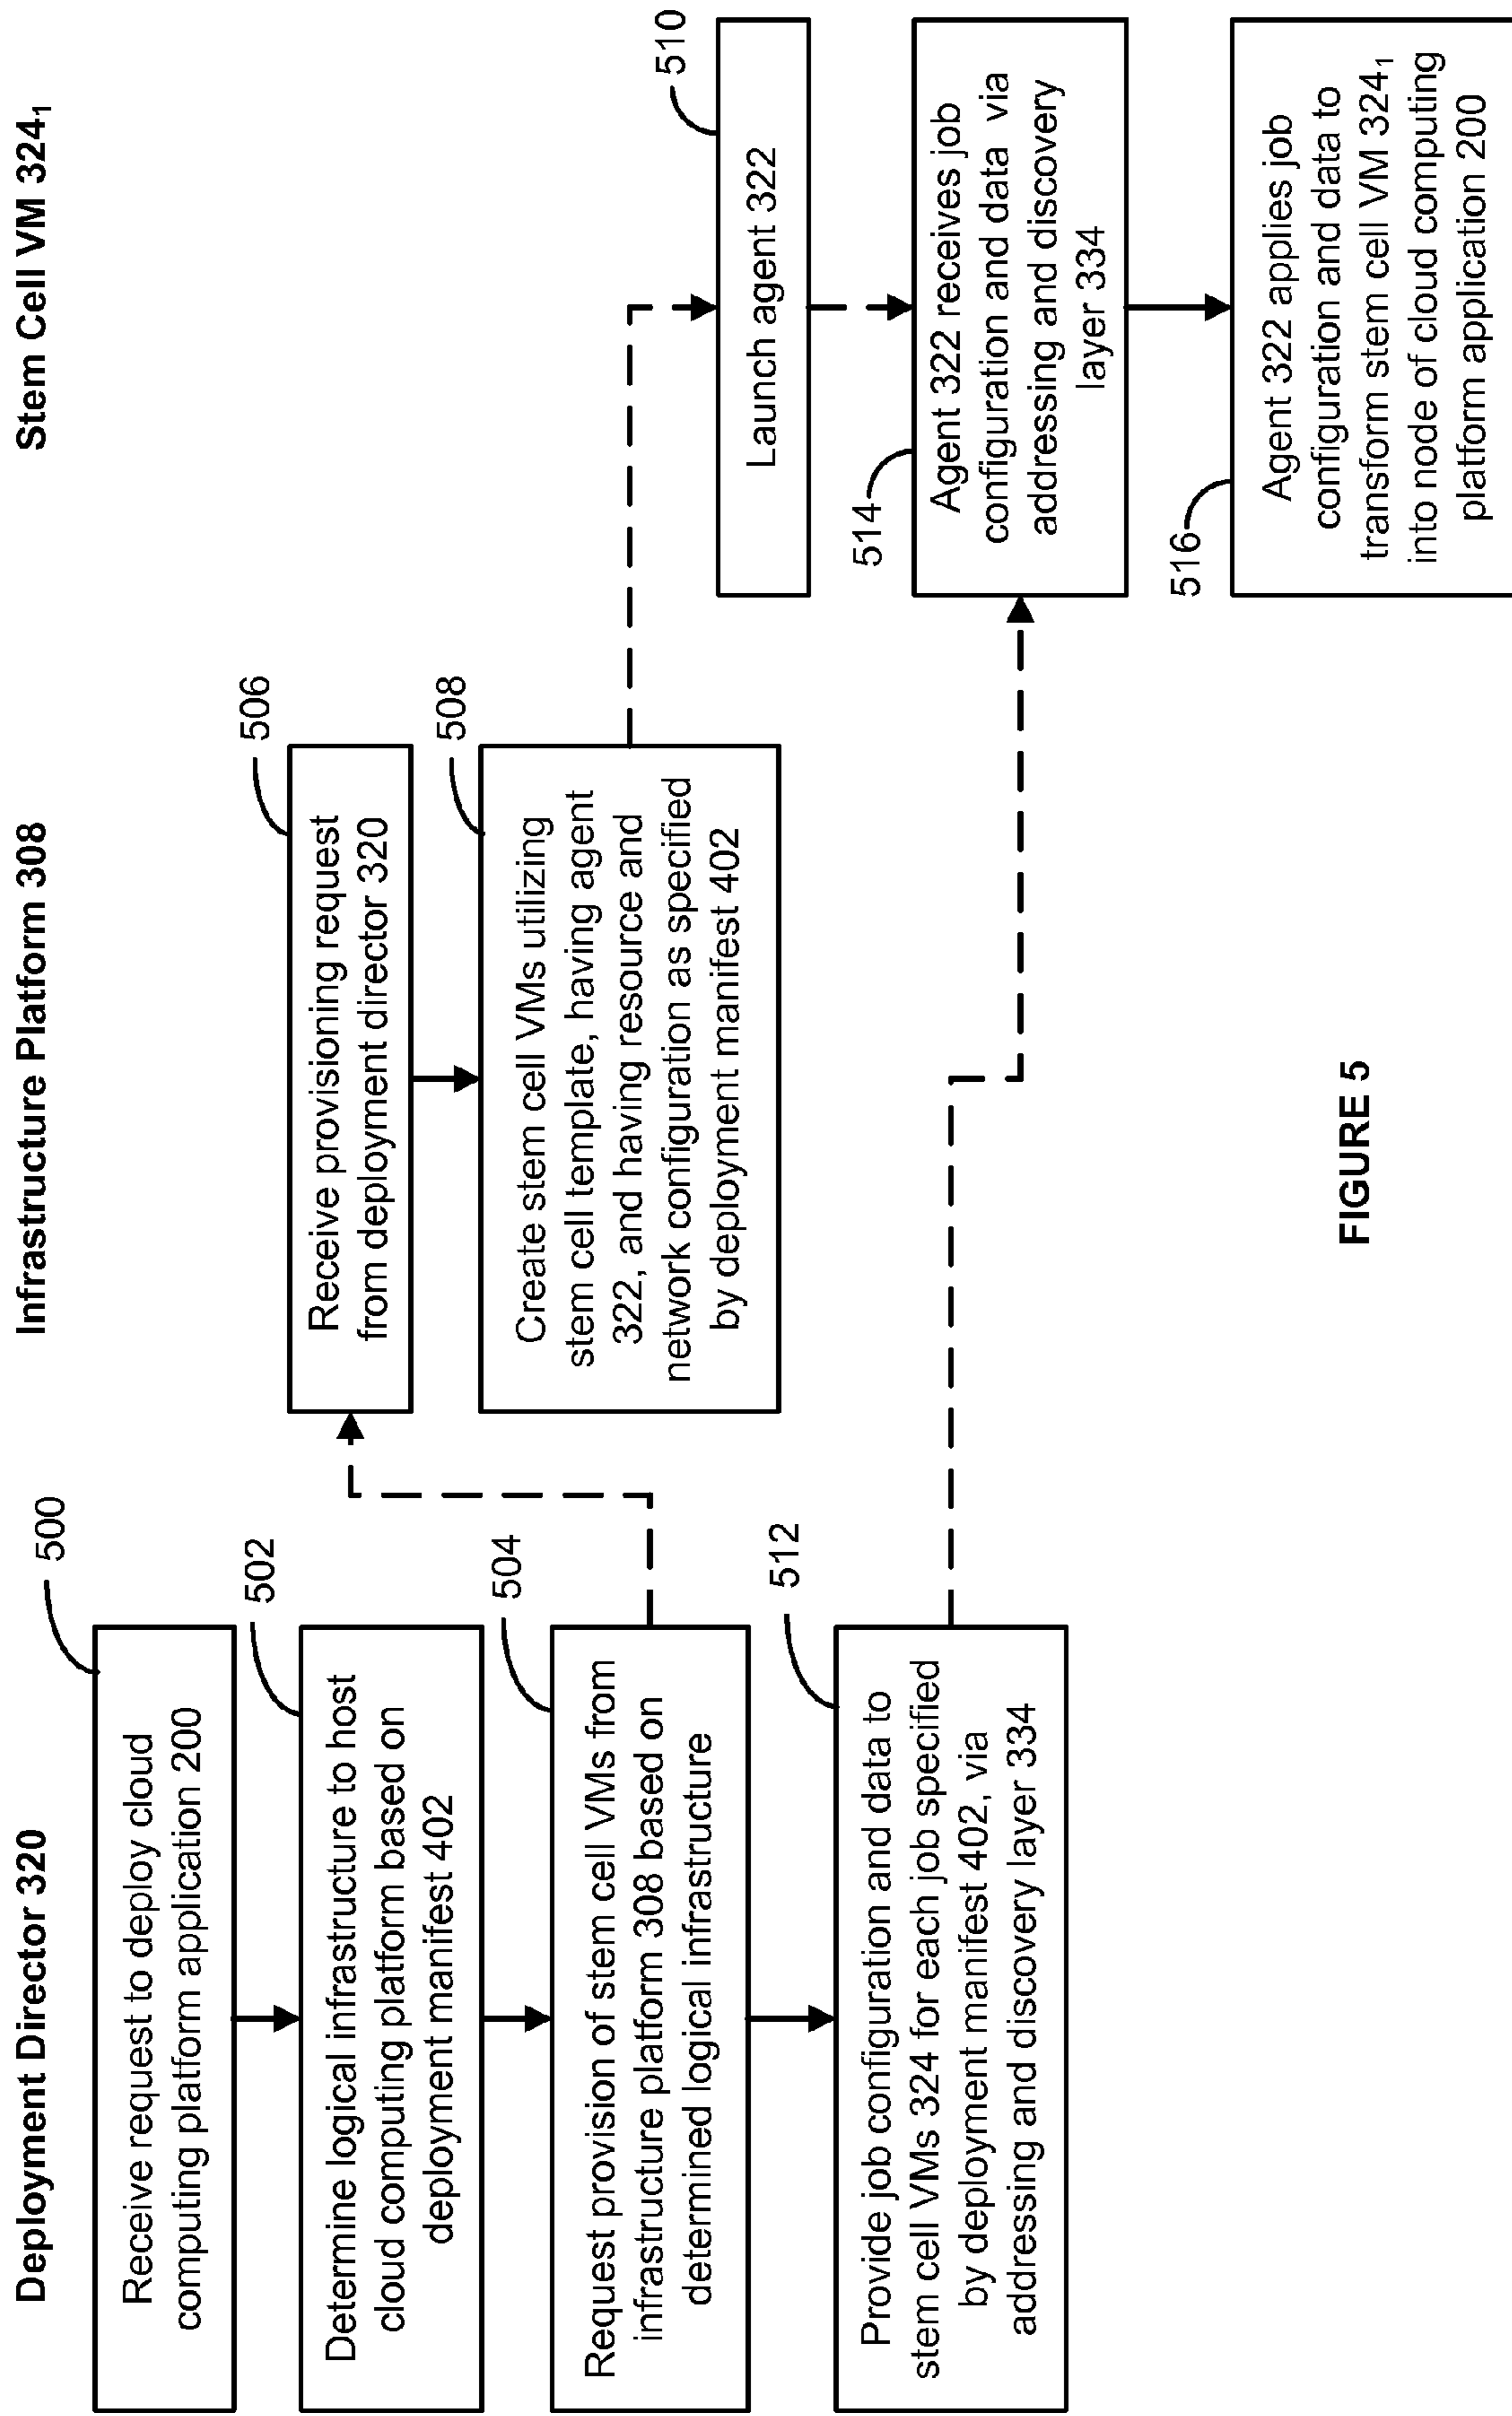 Deployment Director 320
Infrastructure Platform 308
Stem Cell VM 324₁
500
Receive request to deploy cloud
computing platform application 200
502
Determine logical infrastructure to host
cloud computing platform based on
deployment manifest 402
504
Request provision of stem cell VMs from
infrastructure platform 308 based on
determined logical infrastructure
506
Receive provisioning request
from deployment director 320
508
Create stem cell VMs utilizing
stem cell template, having agent
322, and having resource and
network configuration as specified
by deployment manifest 402
510
Launch agent 322
512
Provide job configuration and data to
stem cell VMs 324 for each job specified
by deployment manifest 402, via
addressing and discovery layer 334
514
Agent 322 receives job
configuration and data via
addressing and discovery
layer 334
516
Agent 322 applies job
configuration and data to
transform stem cell VM 324₁
into node of cloud computing
platform application 200
FIGURE 5